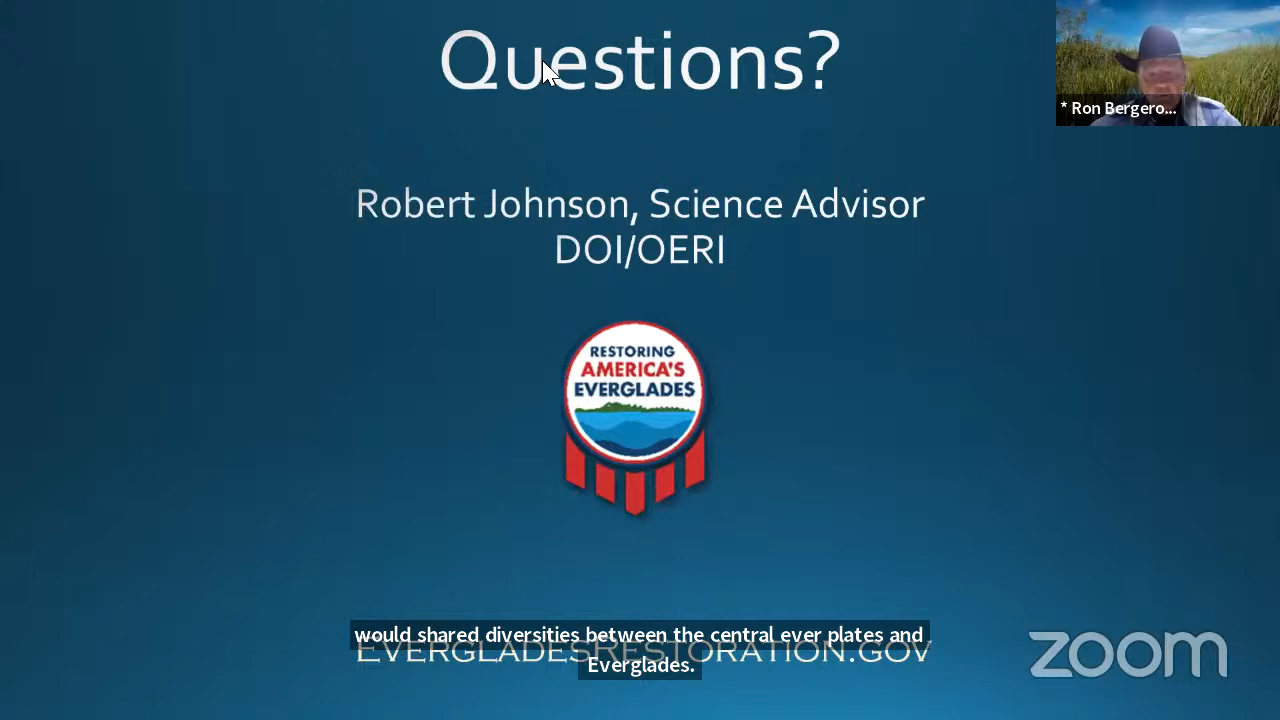 Questions?
* Ron Bergero...
Robert Johnson, Science Advisor
DOI/OERI
RESTORING
AMERICA'S
EVERGLADES
would shared diversities between the central ever plates and
Everglades.
EVERGLADESRESTORATION.GOV
zoom